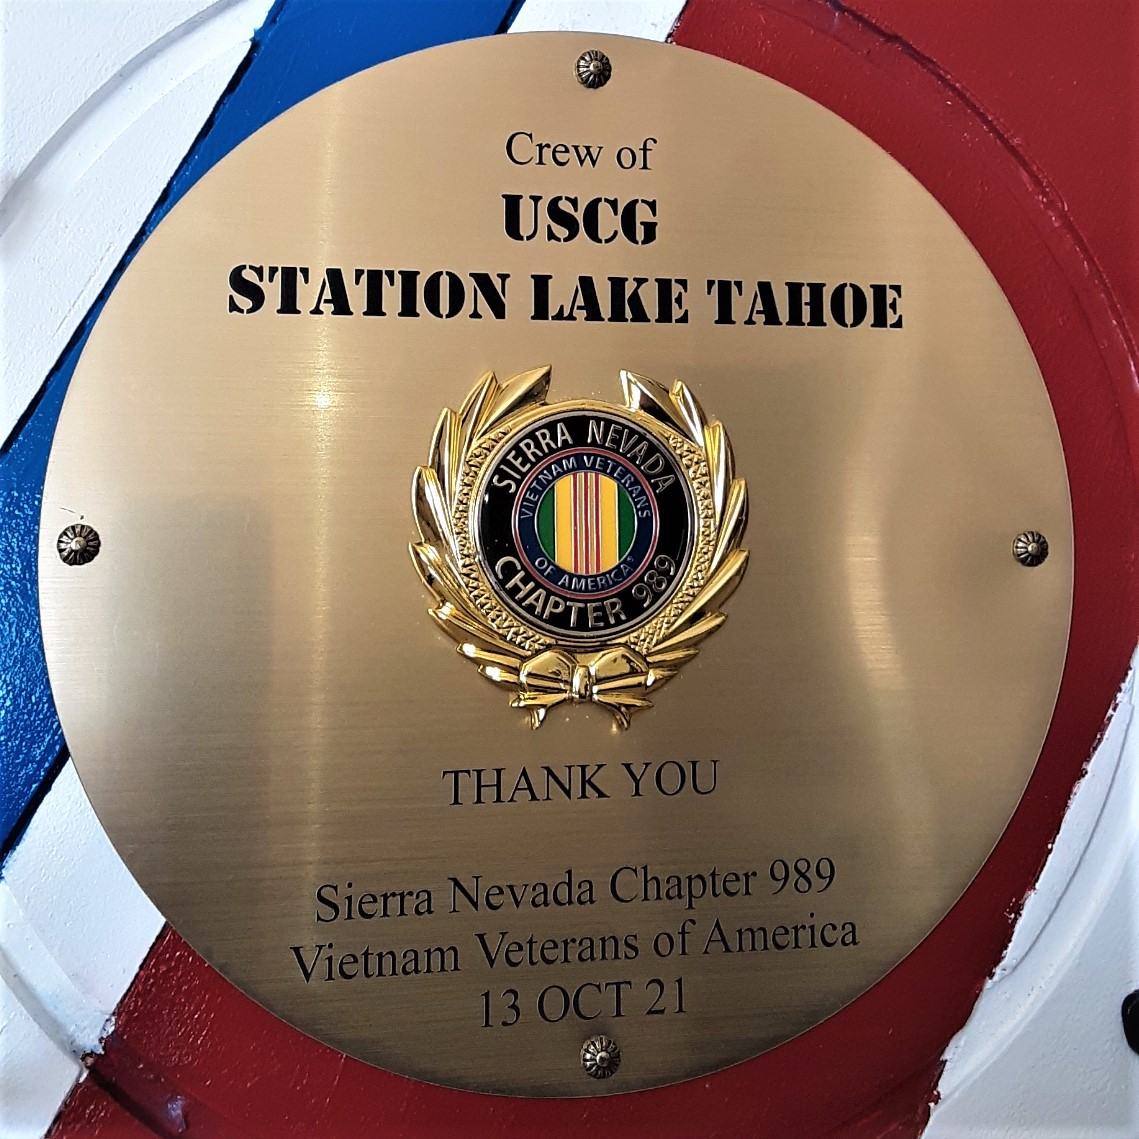 Crew of
USCG
STATION LAKE TAHOE
SIERRA NEVADA
VIETNAM VETERANS
OF AMERICA®
CHAPTER 989
THANK YOU
Sierra Nevada Chapter 989
Vietnam Veterans of America
13 OCT 21